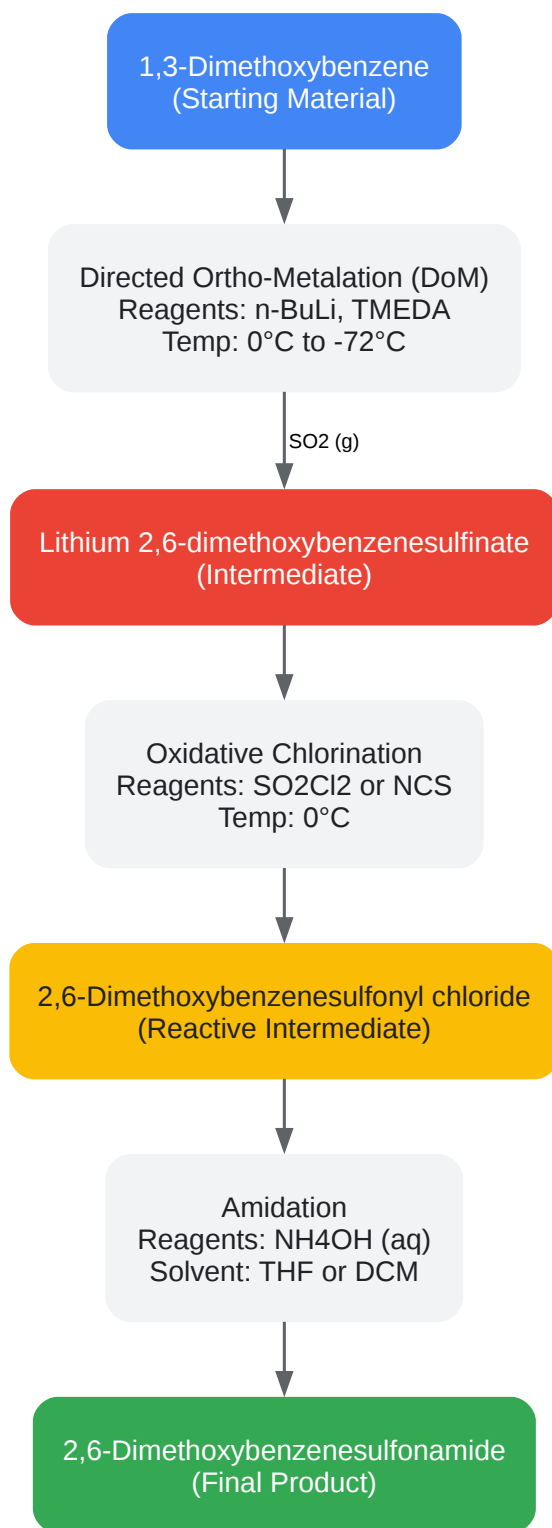 1,3-Dimethoxybenzene
(Starting Material)
Directed Ortho-Metalation (DoM)
Reagents: n-BuLi, TMEDA
Temp: 0°C to -72°C
SO2 (g)
Lithium 2,6-dimethoxybenzenesulfinate
(Intermediate)
Oxidative Chlorination
Reagents: SO2Cl2 or NCS
Temp: 0°C
2,6-Dimethoxybenzenesulfonyl chloride
(Reactive Intermediate)
Amidation
Reagents: NH4OH (aq)
Solvent: THF or DCM
2,6-Dimethoxybenzenesulfonamide
(Final Product)